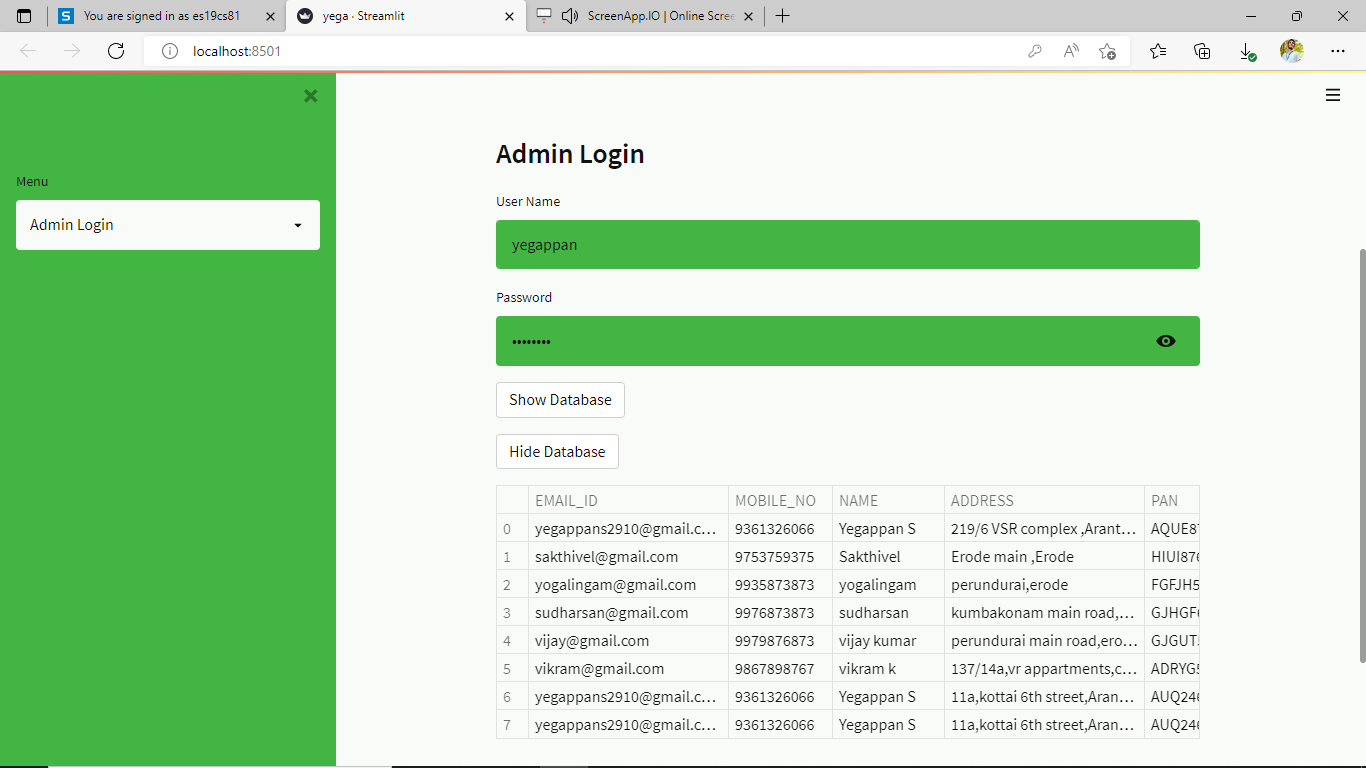 You are signed in as es19cs81
yega · Streamlit
ScreenApp.IO | Online Scree
localhost:8501
Menu
Admin Login
Admin Login
User Name
yegappan
Password
••••••••
Show Database
Hide Database
EMAIL_ID MOBILE_NO NAME ADDRESS PAN
0 yegappans2910@gmail.c… 9361326066 Yegappan S 219/6 VSR complex ,Arant… AQUE8
1 sakthivel@gmail.com 9753759375 Sakthivel Erode main ,Erode HIUI876
2 yogalingam@gmail.com 9935873873 yogalingam perundurai,erode FGFJH5
3 sudharsan@gmail.com 9976873873 sudharsan kumbakonam main road,… GJHGF
4 vijay@gmail.com 9979876873 vijay kumar perundurai main road,ero… GJGUT
5 vikram@gmail.com 9867898767 vikram k 137/14a,vr appartments,c… ADRYG5
6 yegappans2910@gmail.c… 9361326066 Yegappan S 11a,kottai 6th street,Aran… AUQ246
7 yegappans2910@gmail.c… 9361326066 Yegappan S 11a,kottai 6th street,Aran… AUQ246